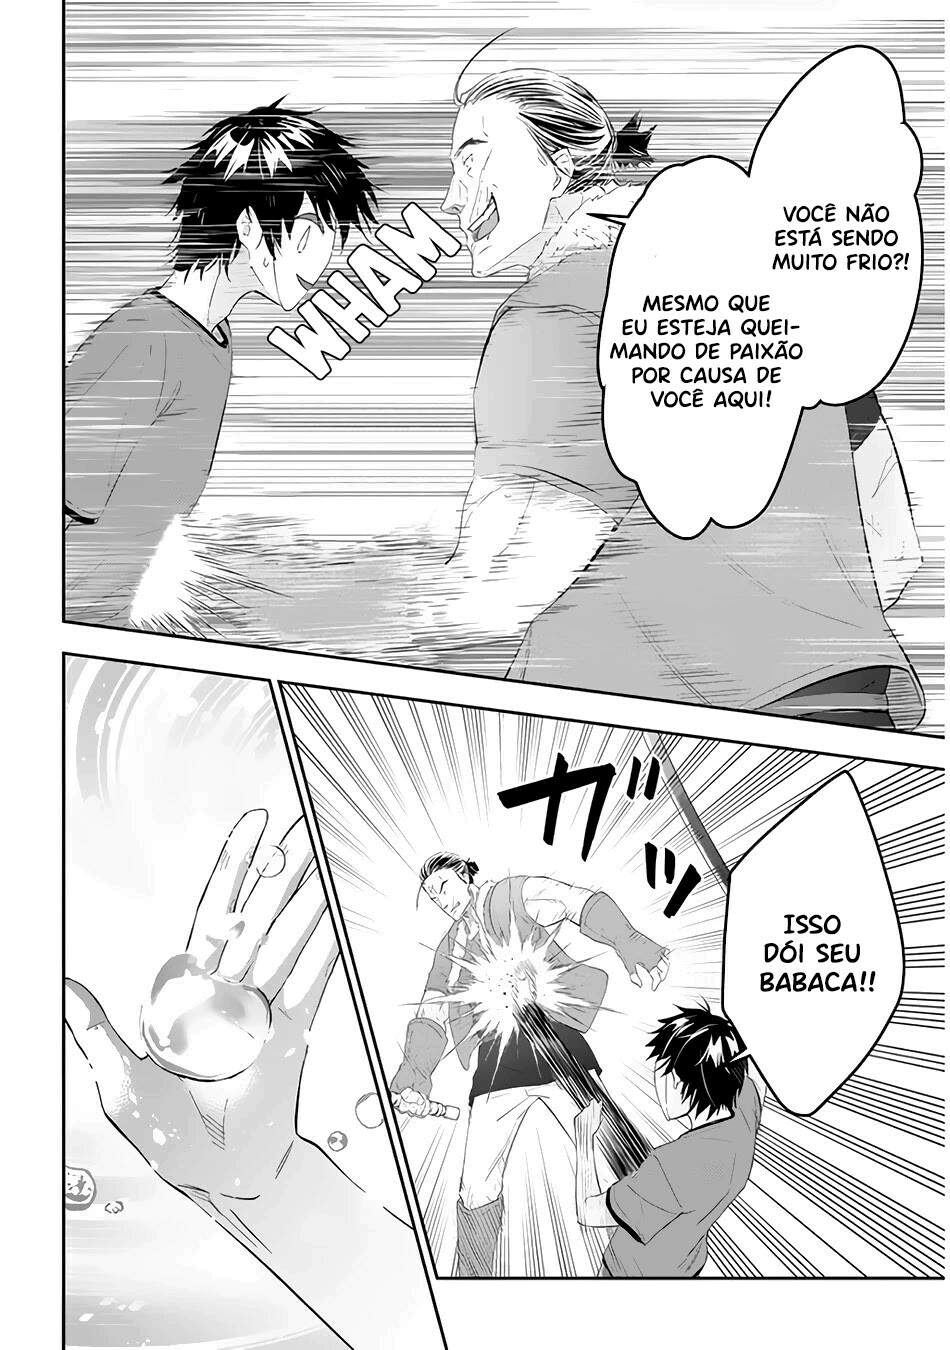 VOCÊ NÃO
ESTÁ SENDO
MUITO FRIO?!
MESMO QUE
EU ESTEJA QUEI-
MANDO DE PAIXÃO
POR CAUSA DE
VOCÊ AQUI!
WHAM
ガッ
ISSO
DÓI SEU
BABACA!!